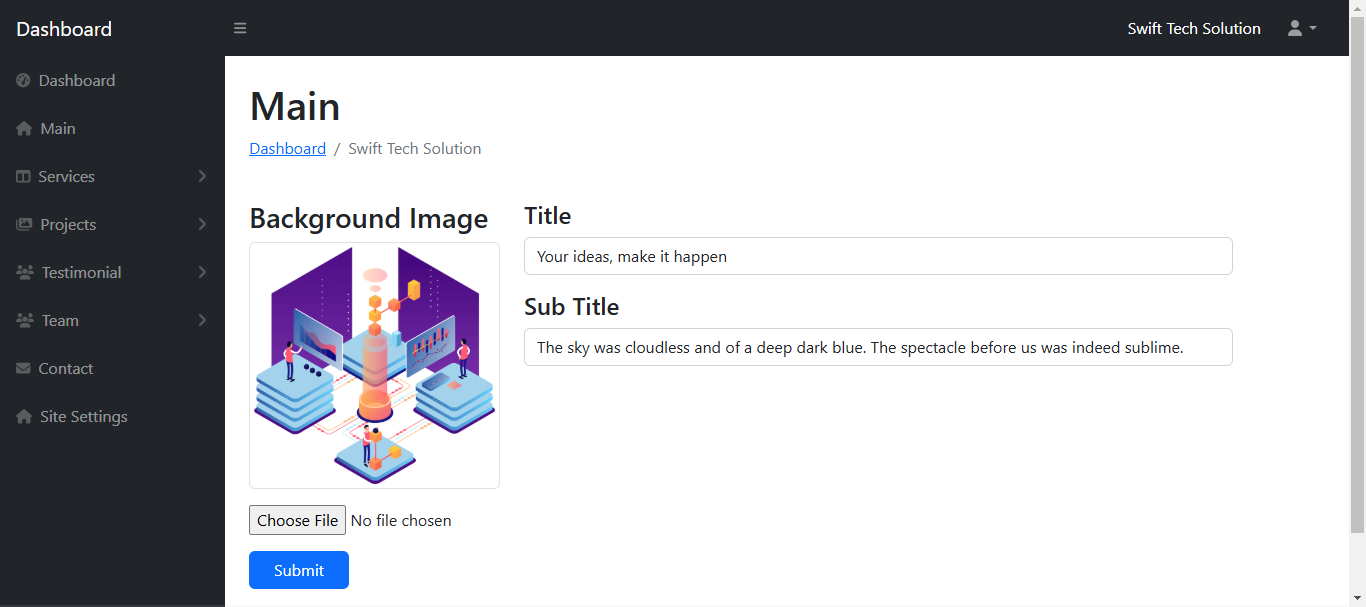 Dashboard
Swift Tech Solution
Dashboard
Main
Services
Projects
Testimonial
Team
Contact
Site Settings
Main
Dashboard / Swift Tech Solution
Background Image
Choose File No file chosen
Submit
Title
Your ideas, make it happen
Sub Title
The sky was cloudless and of a deep dark blue. The spectacle before us was indeed sublime.